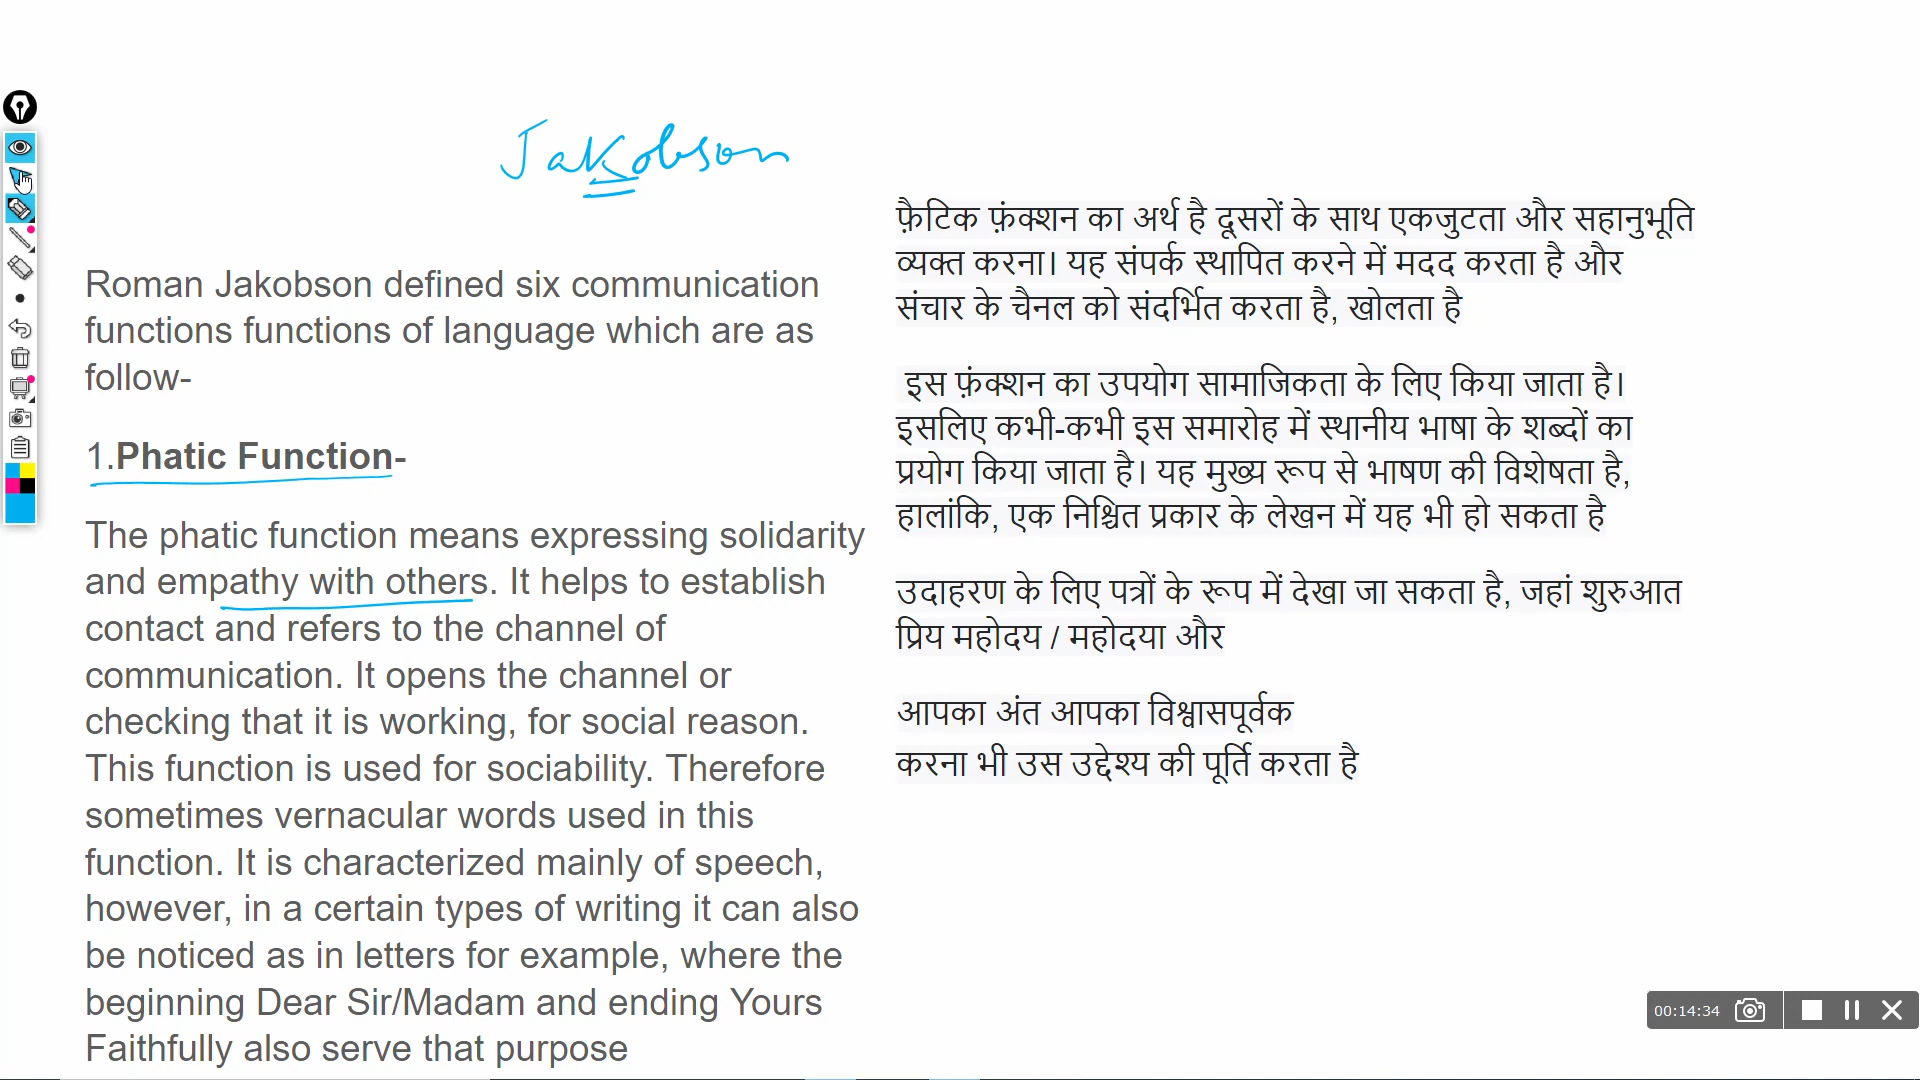 Jakobson
Roman Jakobson defined six communication
functions functions of language which are as
follow-
1.Phatic Function-
The phatic function means expressing solidarity
and empathy with others. It helps to establish
contact and refers to the channel of
communication. It opens the channel or
checking that it is working, for social reason.
This function is used for sociability. Therefore
sometimes vernacular words used in this
function. It is characterized mainly of speech,
however, in a certain types of writing it can also
be noticed as in letters for example, where the
beginning Dear Sir/Madam and ending Yours
Faithfully also serve that purpose
फ़ैटिक फ़ंक्शन का अर्थ है दूसरों के साथ एकजुटता और सहानुभूति
व्यक्त करना। यह संपर्क स्थापित करने में मदद करता है और
संचार के चैनल को संदर्भित करता है, खोलता है
इस फ़ंक्शन का उपयोग सामाजिकता के लिए किया जाता है।
इसलिए कभी-कभी इस समारोह में स्थानीय भाषा के शब्दों का
प्रयोग किया जाता है। यह मुख्य रूप से भाषण की विशेषता है,
हालांकि, एक निश्चित प्रकार के लेखन में यह भी हो सकता है
उदाहरण के लिए पत्रों के रूप में देखा जा सकता है, जहां शुरुआत
प्रिय महोदय / महोदया और
आपका अंत आपका विश्वासपूर्वक
करना भी उस उद्देश्य की पूर्ति करता है
00:14:34